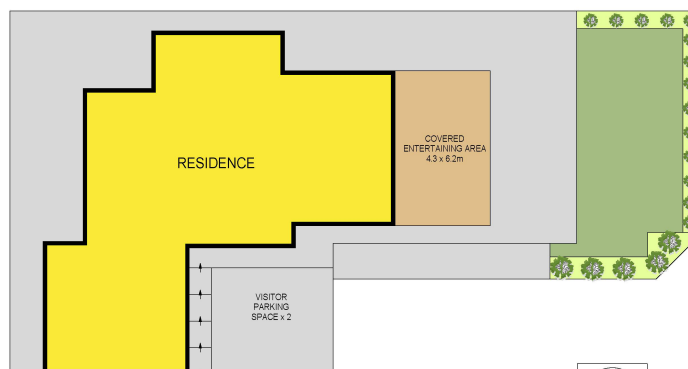 RESIDENCE
COVERED
ENTERTAINING AREA
4.3 x 6.2m
VISITOR
PARKING
SPACE x 2